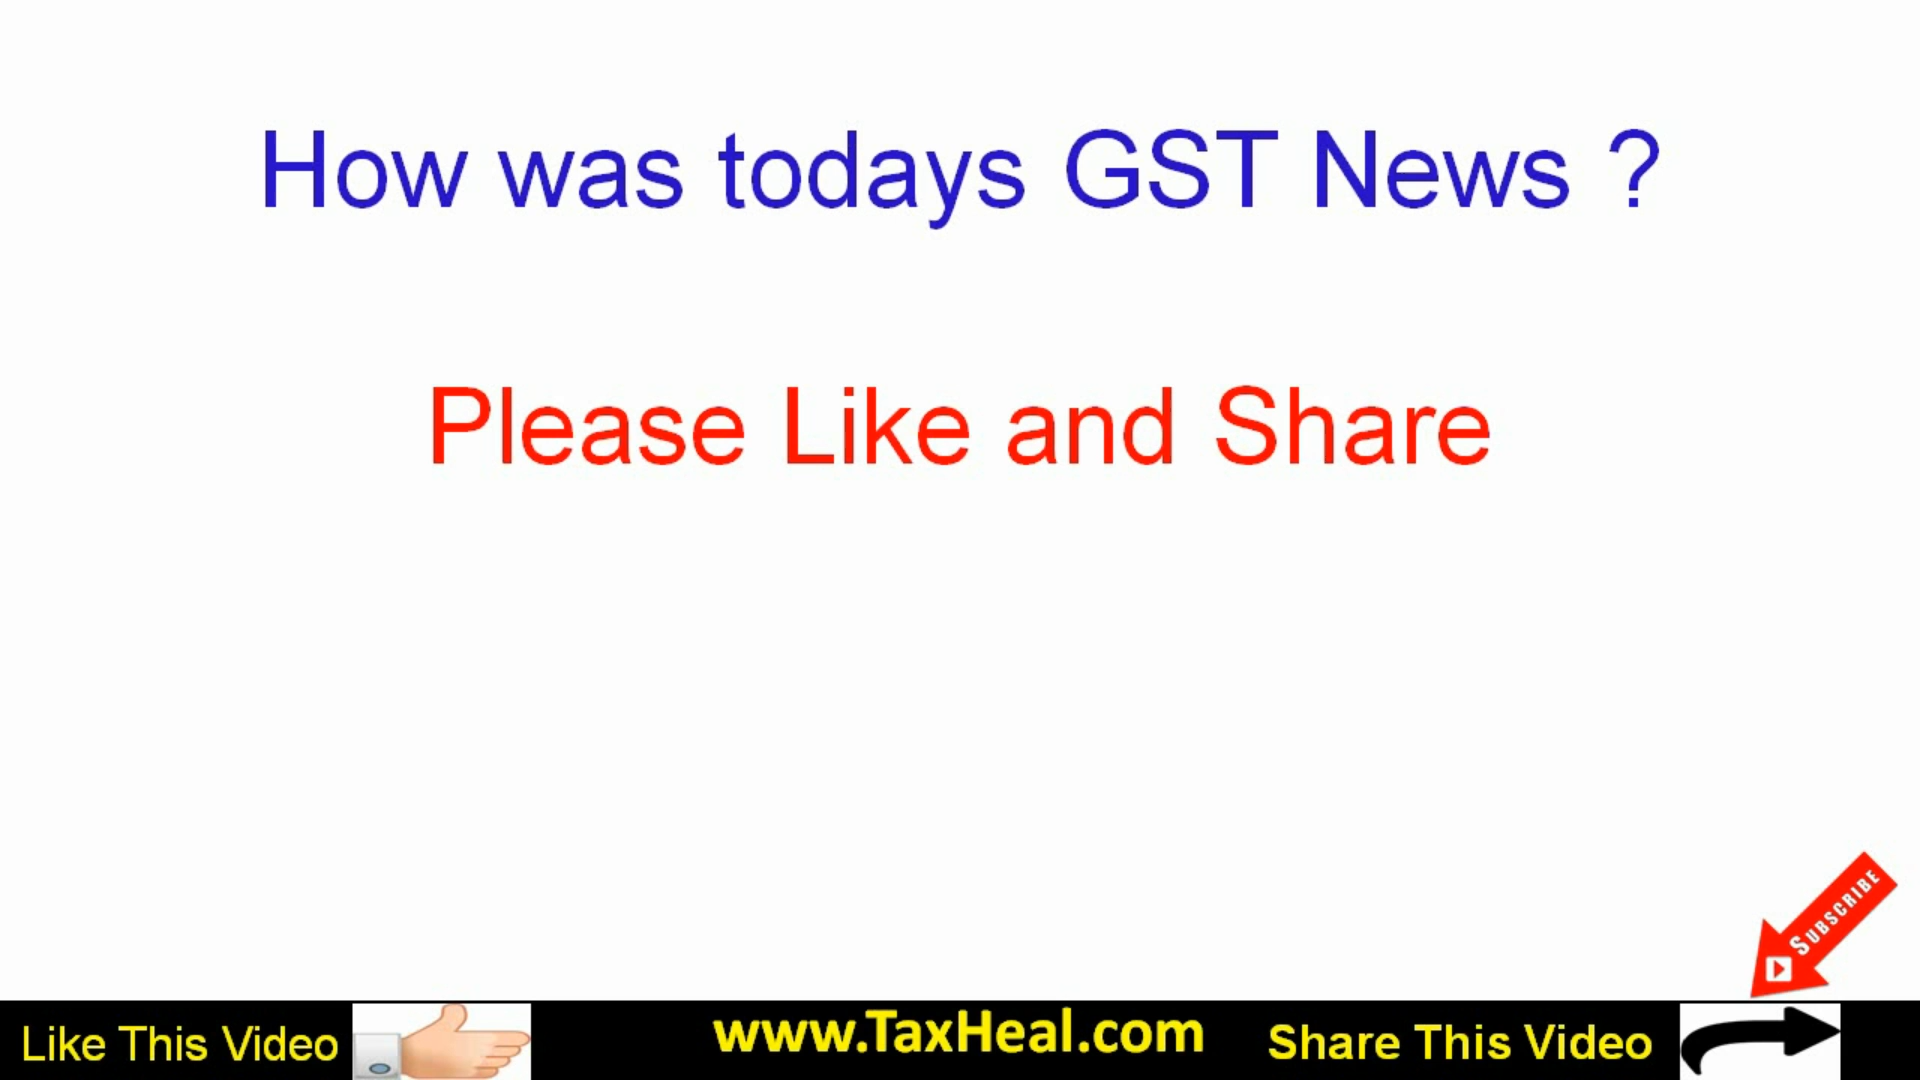 How was todays GST News ?
Please Like and Share
SUBSCRIBE
Like This Video
www.TaxHeal.com
Share This Video